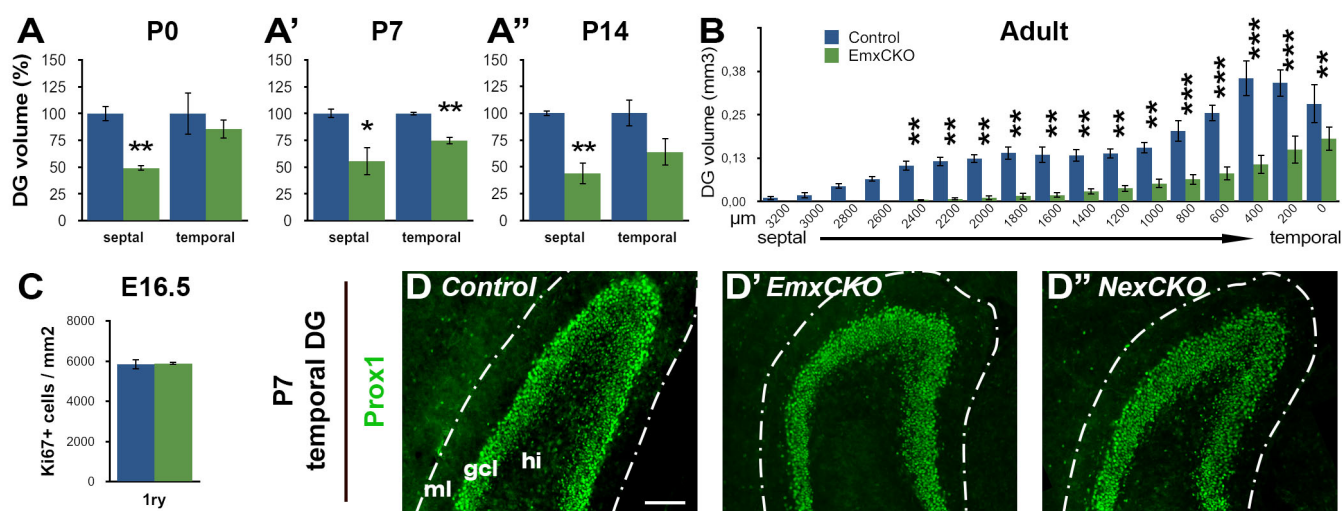 A P0
DG volume (%)
150
125
100
75
50
25
0
**
septal temporal
A’ P7
150
125
100
75
50
25
0
* **
septal temporal
A” P14
150
125
100
75
50
25
0
**
septal temporal
B Adult
Control
EmxCKO
DG volume (mm3)
0,38
0,25
0,13
0,00
** ** ** ** ** ** ** ** *** *** *** *** **
µm 3200 3000 2800 2600 2400 2200 2000 1800 1600 1400 1200 1000 800 600 400 200 0
septal temporal
C E16.5
Ki67+ cells / mm2
8000
6000
4000
2000
0
1ry
P7
temporal DG
Prox1
D Control
ml gcl hi
D’ EmxCKO
D” NexCKO